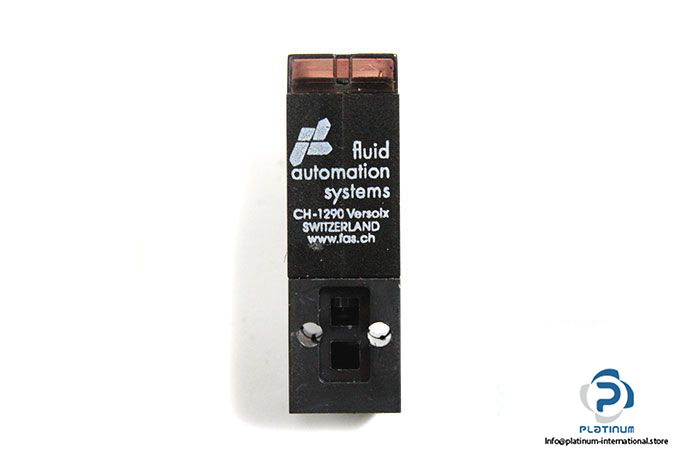 fluid
automation
systems
CH-1290 Versoix
SWITZERLAND
www.fas.ch
PLATINUM
Info@platinum-international.store